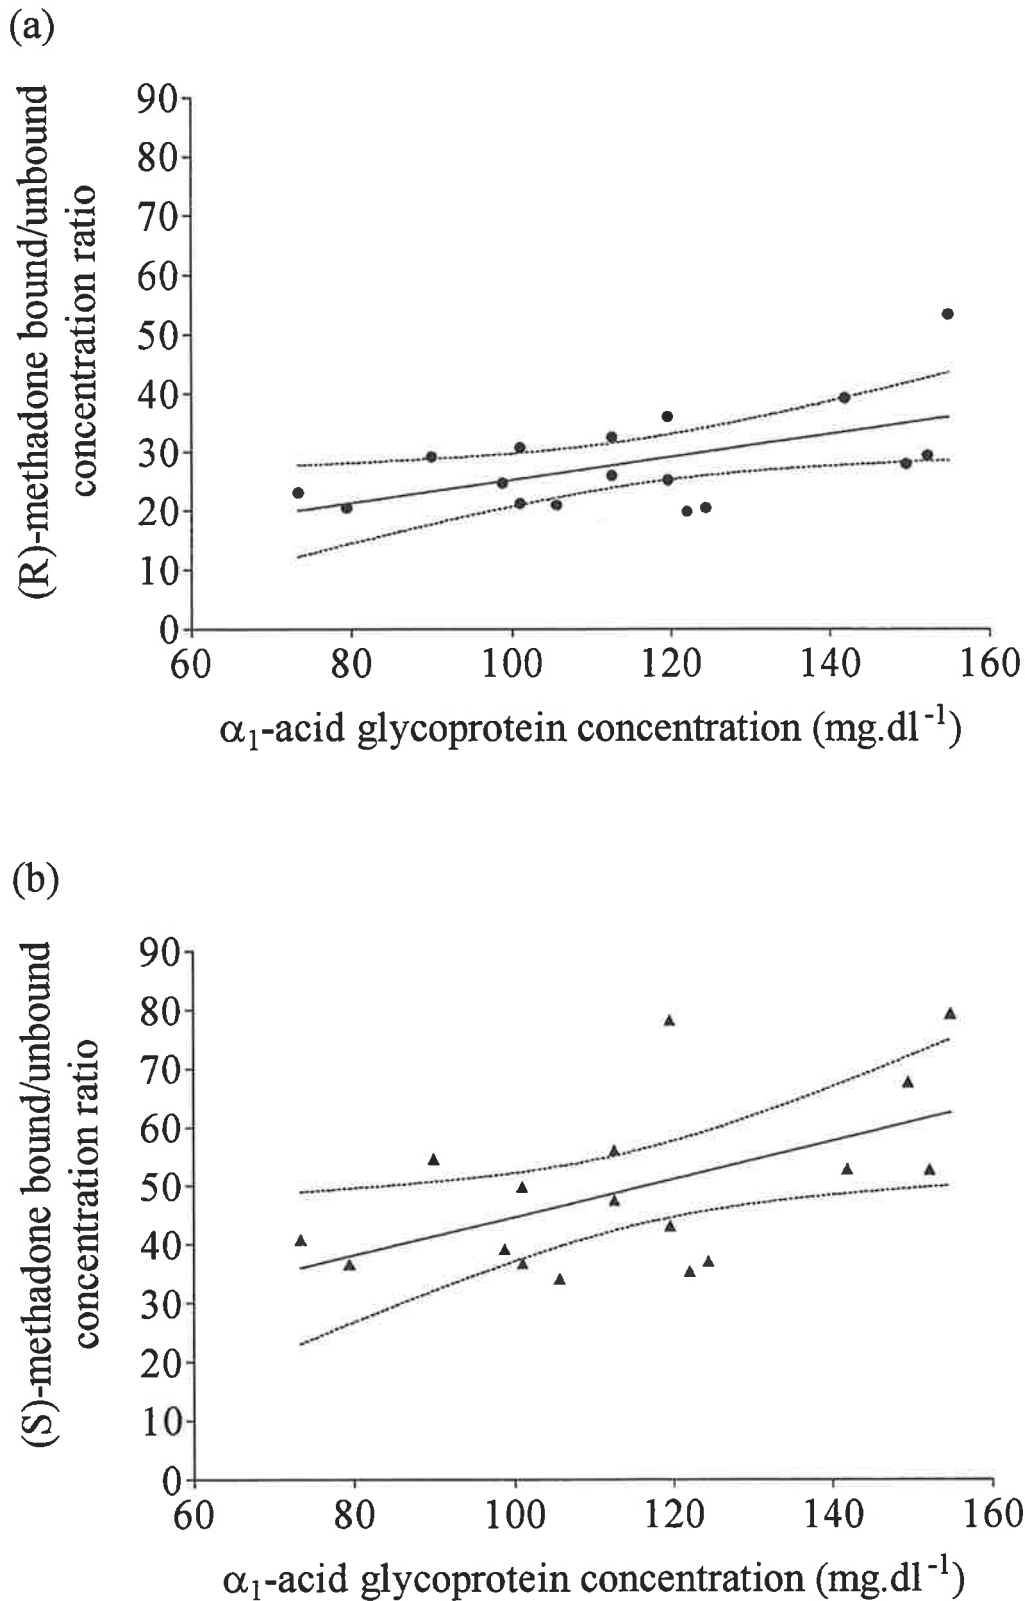 (a)
(R)-methadone bound/unbound
concentration ratio
90
80
70
60
50
40
30
20
10
0
60 80 100 120 140 160
α₁-acid glycoprotein concentration (mg.dl⁻¹)
(b)
(S)-methadone bound/unbound
concentration ratio
90
80
70
60
50
40
30
20
10
0
60 80 100 120 140 160
α₁-acid glycoprotein concentration (mg.dl⁻¹)